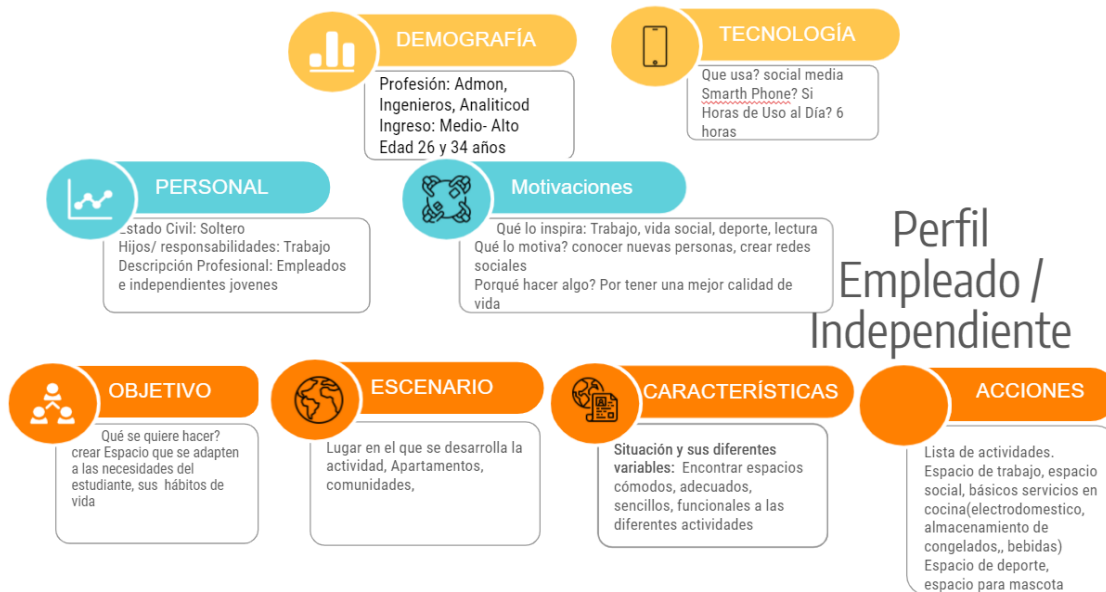 DEMOGRAFÍA
Profesión: Admon,
Ingenieros, Analiticod
Ingreso: Medio- Alto
Edad 26 y 34 años
TECNOLOGÍA
Que usa? social media
Smarth Phone? Si
Horas de Uso al Día? 6
horas
PERSONAL
Estado Civil: Soltero
Hijos/ responsabilidades: Trabajo
Descripción Profesional: Empleados
e independientes jovenes
Motivaciones
Qué lo inspira: Trabajo, vida social, deporte, lectura
Qué lo motiva? conocer nuevas personas, crear redes
sociales
Porqué hacer algo? Por tener una mejor calidad de
vida
Perfil
Empleado /
Independiente
OBJETIVO
Qué se quiere hacer?
crear Espacio que se adapten
a las necesidades del
estudiante, sus hábitos de
vida
ESCENARIO
Lugar en el que se desarrolla la
actividad, Apartamentos,
comunidades,
CARACTERÍSTICAS
Situación y sus diferentes
variables: Encontrar espacios
cómodos, adecuados,
sencillos, funcionales a las
diferentes actividades
ACCIONES
Lista de actividades.
Espacio de trabajo, espacio
social, básicos servicios en
cocina(electrodomestico,
almacenamiento de
congelados,, bebidas)
Espacio de deporte,
espacio para mascota